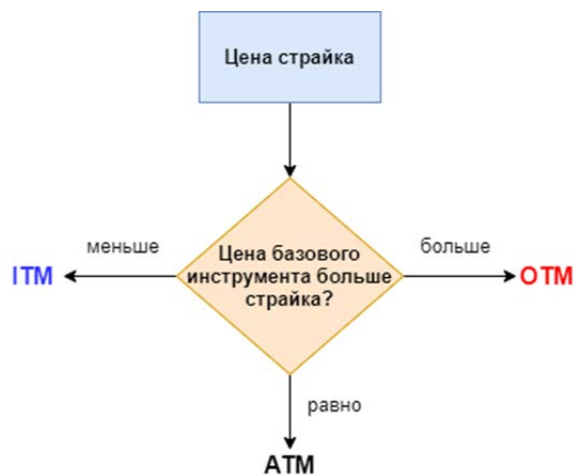 Цена страйка
меньше
Цена базового
инструмента больше
страйка?
больше
ITM
OTM
равно
ATM